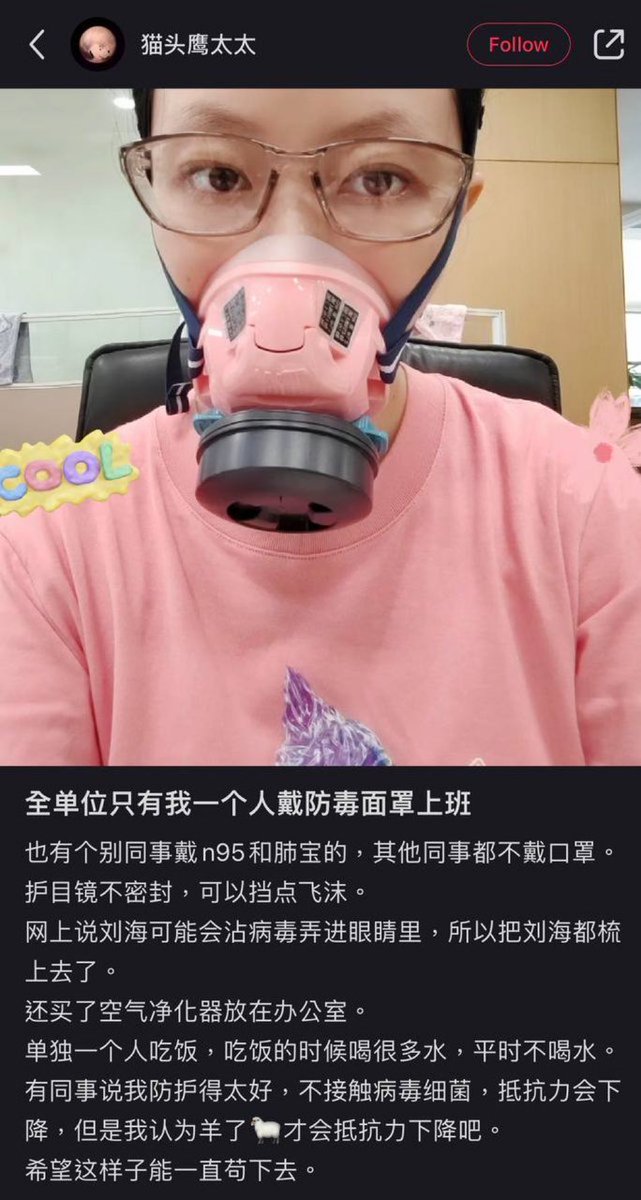 猫头鹰太太
Follow
COOL
全单位只有我一个人戴防毒面罩上班
也有个别同事戴n95和肺宝的，其他同事都不戴口罩。
护目镜不密封，可以挡点飞沫。
网上说刘海可能会沾病毒弄进眼睛里，所以把刘海都梳
上去了。
还买了空气净化器放在办公室。
单独一个人吃饭，吃饭的时候喝很多水，平时不喝水。
有同事说我防护得太好，不接触病毒细菌，抵抗力会下
降，但是我认为羊了🐑才会抵抗力下降吧。
希望这样子能一直苟下去。